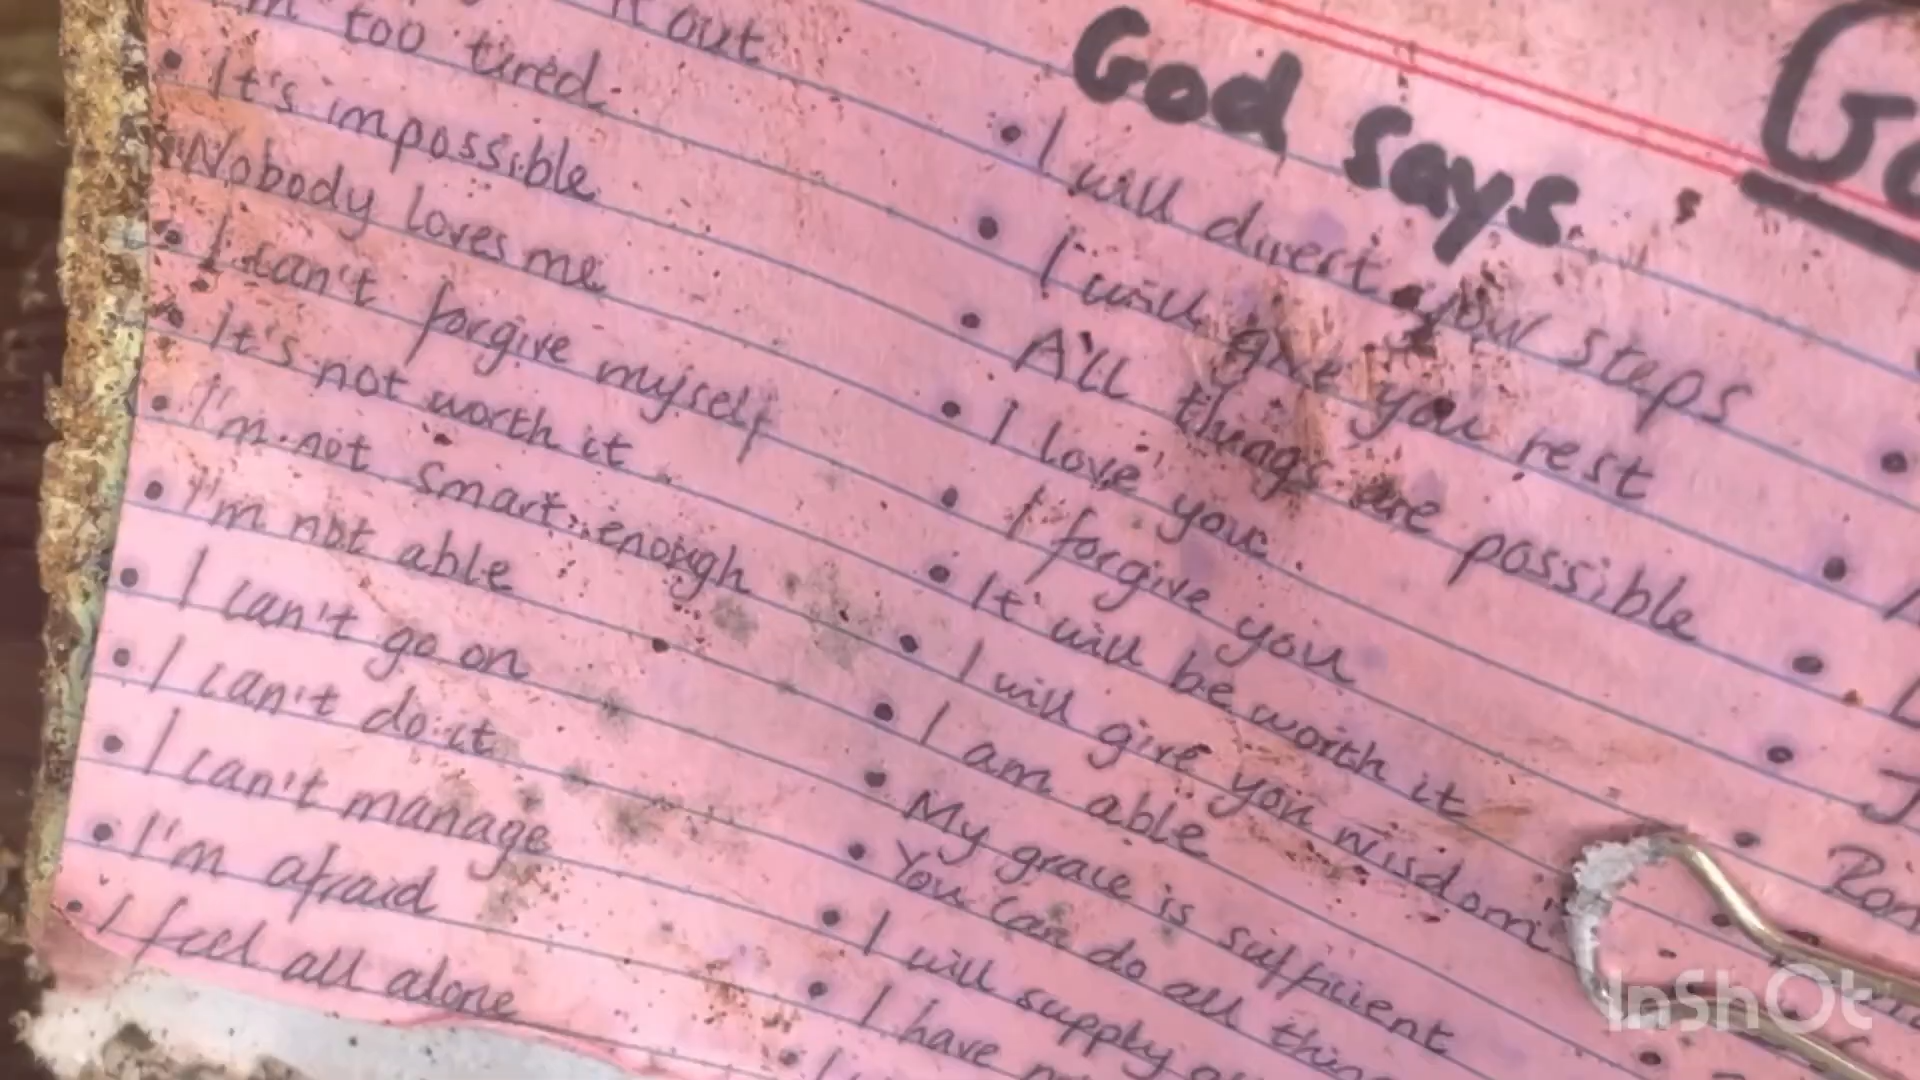 it out
I'm too tired
• It's impossible
• Nobody loves me
• I can't forgive myself
• It's not worth it
• I'm not smart enough
• I'm not able
• I can't go on
• I can't do it
• I can't manage
• I'm afraid
• I feel all alone
God says
• I will direct your steps
• I will give you rest
• All things are possible
• I love you
• I forgive you
• It will be worth it
• I will give you wisdom
• I am able
• My grace is sufficient
• You can do all
• I will supply
• I have
InShot